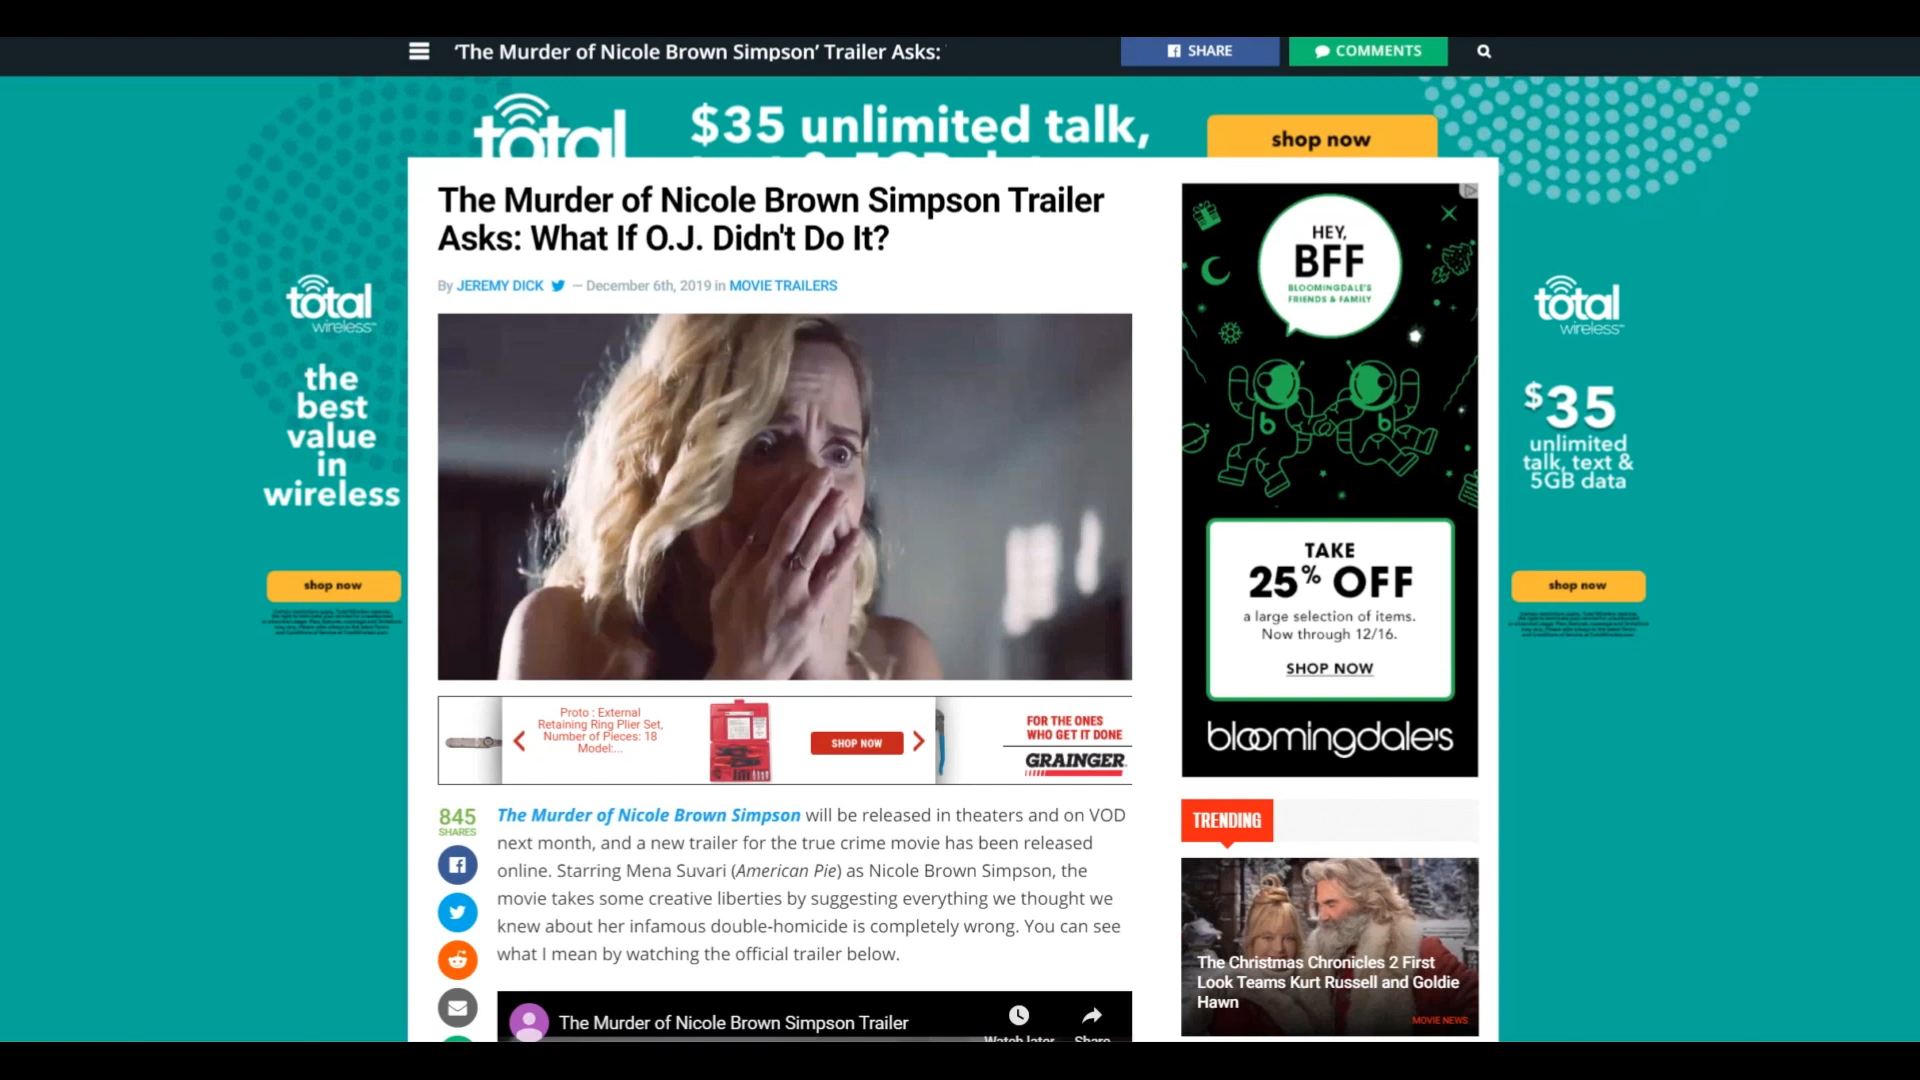 ‘The Murder of Nicole Brown Simpson’ Trailer Asks:
SHARE
COMMENTS
total
$35 unlimited talk,
shop now
The Murder of Nicole Brown Simpson Trailer
Asks: What If O.J. Didn't Do It?
By JEREMY DICK — December 6th, 2019 in MOVIE TRAILERS
total
wireless
the
best
value
in
wireless
shop now
Proto : External
Retaining Ring Plier Set,
Number of Pieces: 18
Model:...
SHOP NOW
FOR THE ONES
WHO GET IT DONE
GRAINGER
845
SHARES
The Murder of Nicole Brown Simpson will be released in theaters and on VOD
next month, and a new trailer for the true crime movie has been released
online. Starring Mena Suvari (American Pie) as Nicole Brown Simpson, the
movie takes some creative liberties by suggesting everything we thought we
knew about her infamous double-homicide is completely wrong. You can see
what I mean by watching the official trailer below.
The Murder of Nicole Brown Simpson Trailer
Watch later
Share
HEY,
BFF
BLOOMINGDALE'S
FRIENDS & FAMILY
b
b
TAKE
25% OFF
a large selection of items.
Now through 12/16.
SHOP NOW
bloomingdale's
TRENDING
The Christmas Chronicles 2 First
Look Teams Kurt Russell and Goldie
Hawn
MOVIE NEWS
total
wireless
$35
unlimited
talk, text &
5GB data
shop now